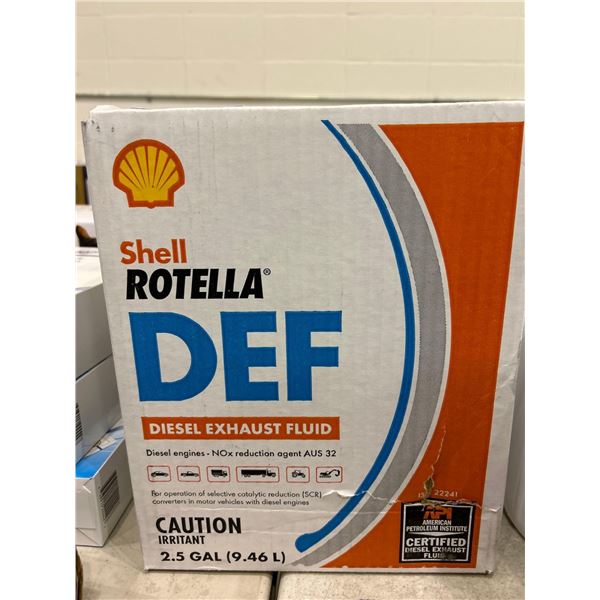 Shell
ROTELLA®
DEF
DIESEL EXHAUST FLUID
Diesel engines - NOx reduction agent AUS 32
For operation of selective catalytic reduction (SCR)
converters in motor vehicles with diesel engines
CAUTION
IRRITANT
2.5 GAL (9.46 L)
22241
API
AMERICAN
PETROLEUM INSTITUTE
CERTIFIED
DIESEL EXHAUST
FLUID